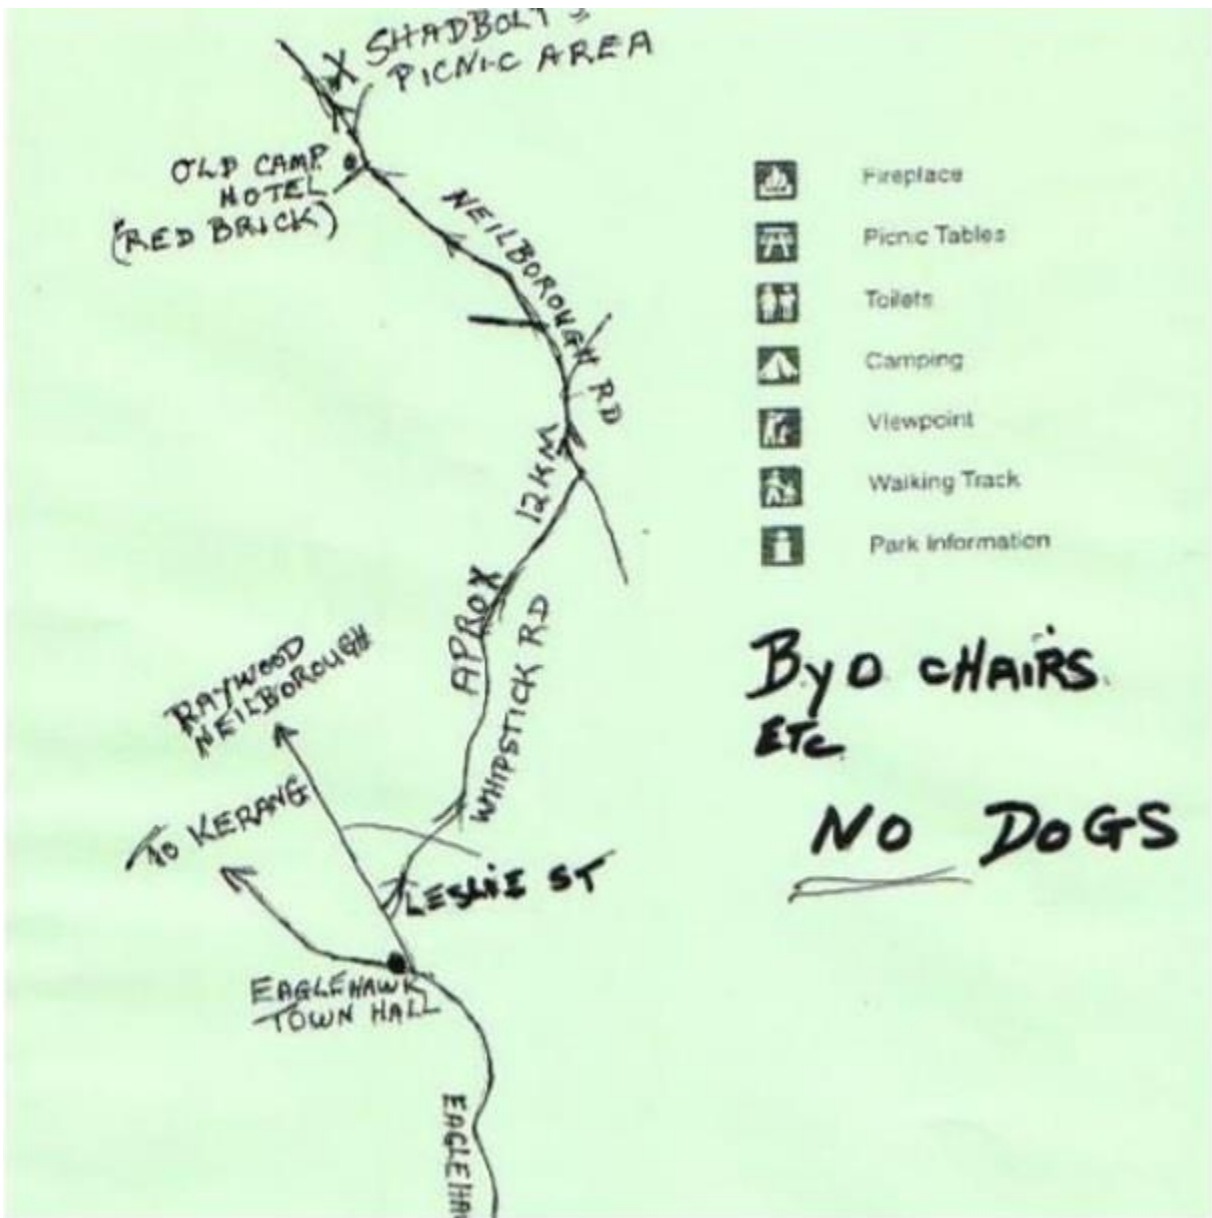 SHADBOLT'S
PICNIC AREA
OLD CAMP
HOTEL
(RED BRICK)
NEILBOROUGH RD
Fireplace
Picnic Tables
Toilets
Camping
Viewpoint
Walking Track
Park Information
APROX 12KM
WHIPSTICK RD
RAYWOOD
NEILBOROUGH
TO KERANG
LESLIE ST
EAGLEHAWK
TOWN HALL
ByO CHAIRS.
ETC
NO DOGS